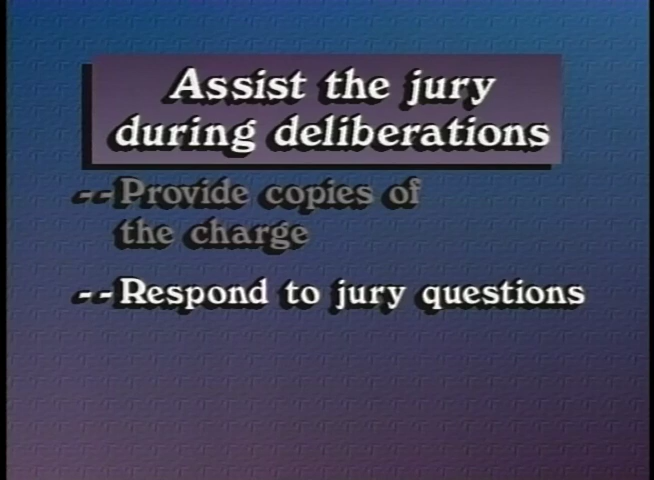 Assist the jury
during deliberations
--Provide copies of
the charge
--Respond to jury questions